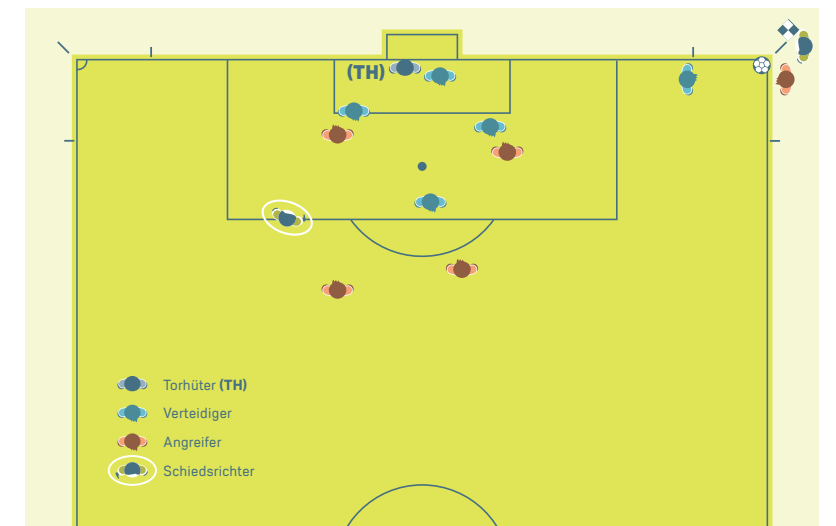 (TH)
Torhüter (TH)
Verteidiger
Angreifer
Schiedsrichter